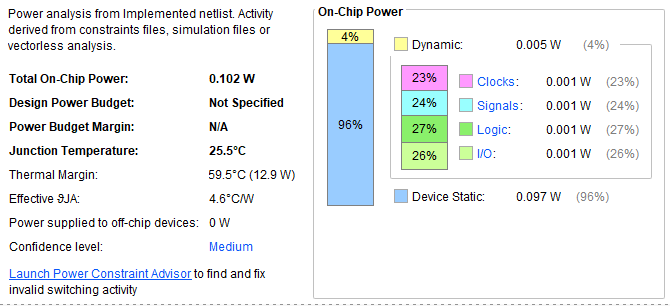 Power analysis from Implemented netlist. Activity
derived from constraints files, simulation files or
vectorless analysis.
Total On-Chip Power: 0.102 W
Design Power Budget: Not Specified
Power Budget Margin: N/A
Junction Temperature: 25.5°C
Thermal Margin: 59.5°C (12.9 W)
Effective ϑJA: 4.6°C/W
Power supplied to off-chip devices: 0 W
Confidence level: Medium
Launch Power Constraint Advisor to find and fix
invalid switching activity
On-Chip Power
4%
96%
Dynamic: 0.005 W (4%)
23% Clocks: 0.001 W (23%)
24% Signals: 0.001 W (24%)
27% Logic: 0.001 W (27%)
26% I/O: 0.001 W (26%)
Device Static: 0.097 W (96%)